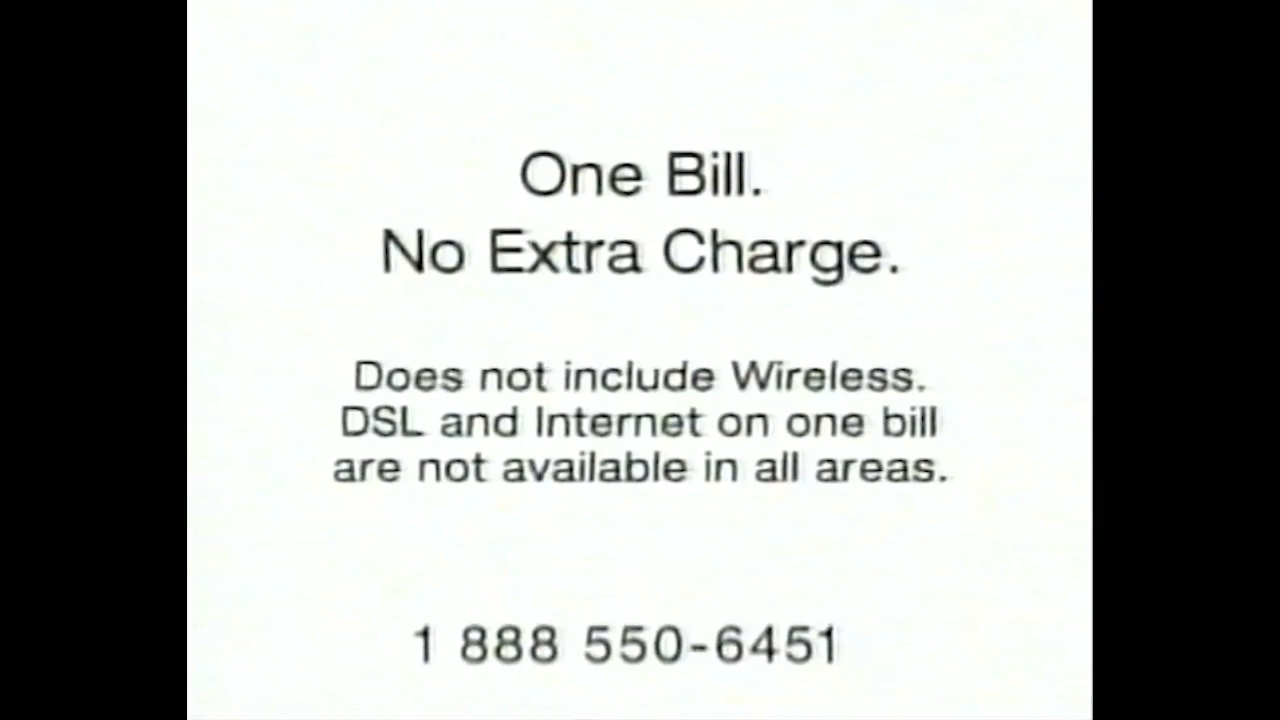 One Bill.
No Extra Charge.
Does not include Wireless.
DSL and Internet on one bill
are not available in all areas.
1 888 550-6451